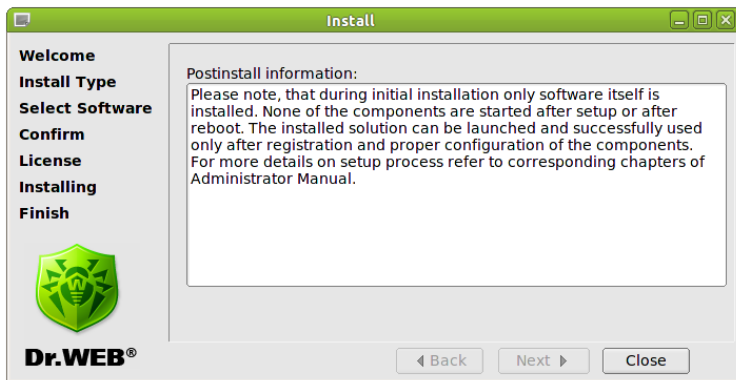 Install
Welcome
Install Type
Select Software
Confirm
License
Installing
Finish
Postinstall information:
Please note, that during initial installation only software itself is
installed. None of the components are started after setup or after
reboot. The installed solution can be launched and successfully used
only after registration and proper configuration of the components.
For more details on setup process refer to corresponding chapters of
Administrator Manual.
Dr.WEB®
Back
Next
Close